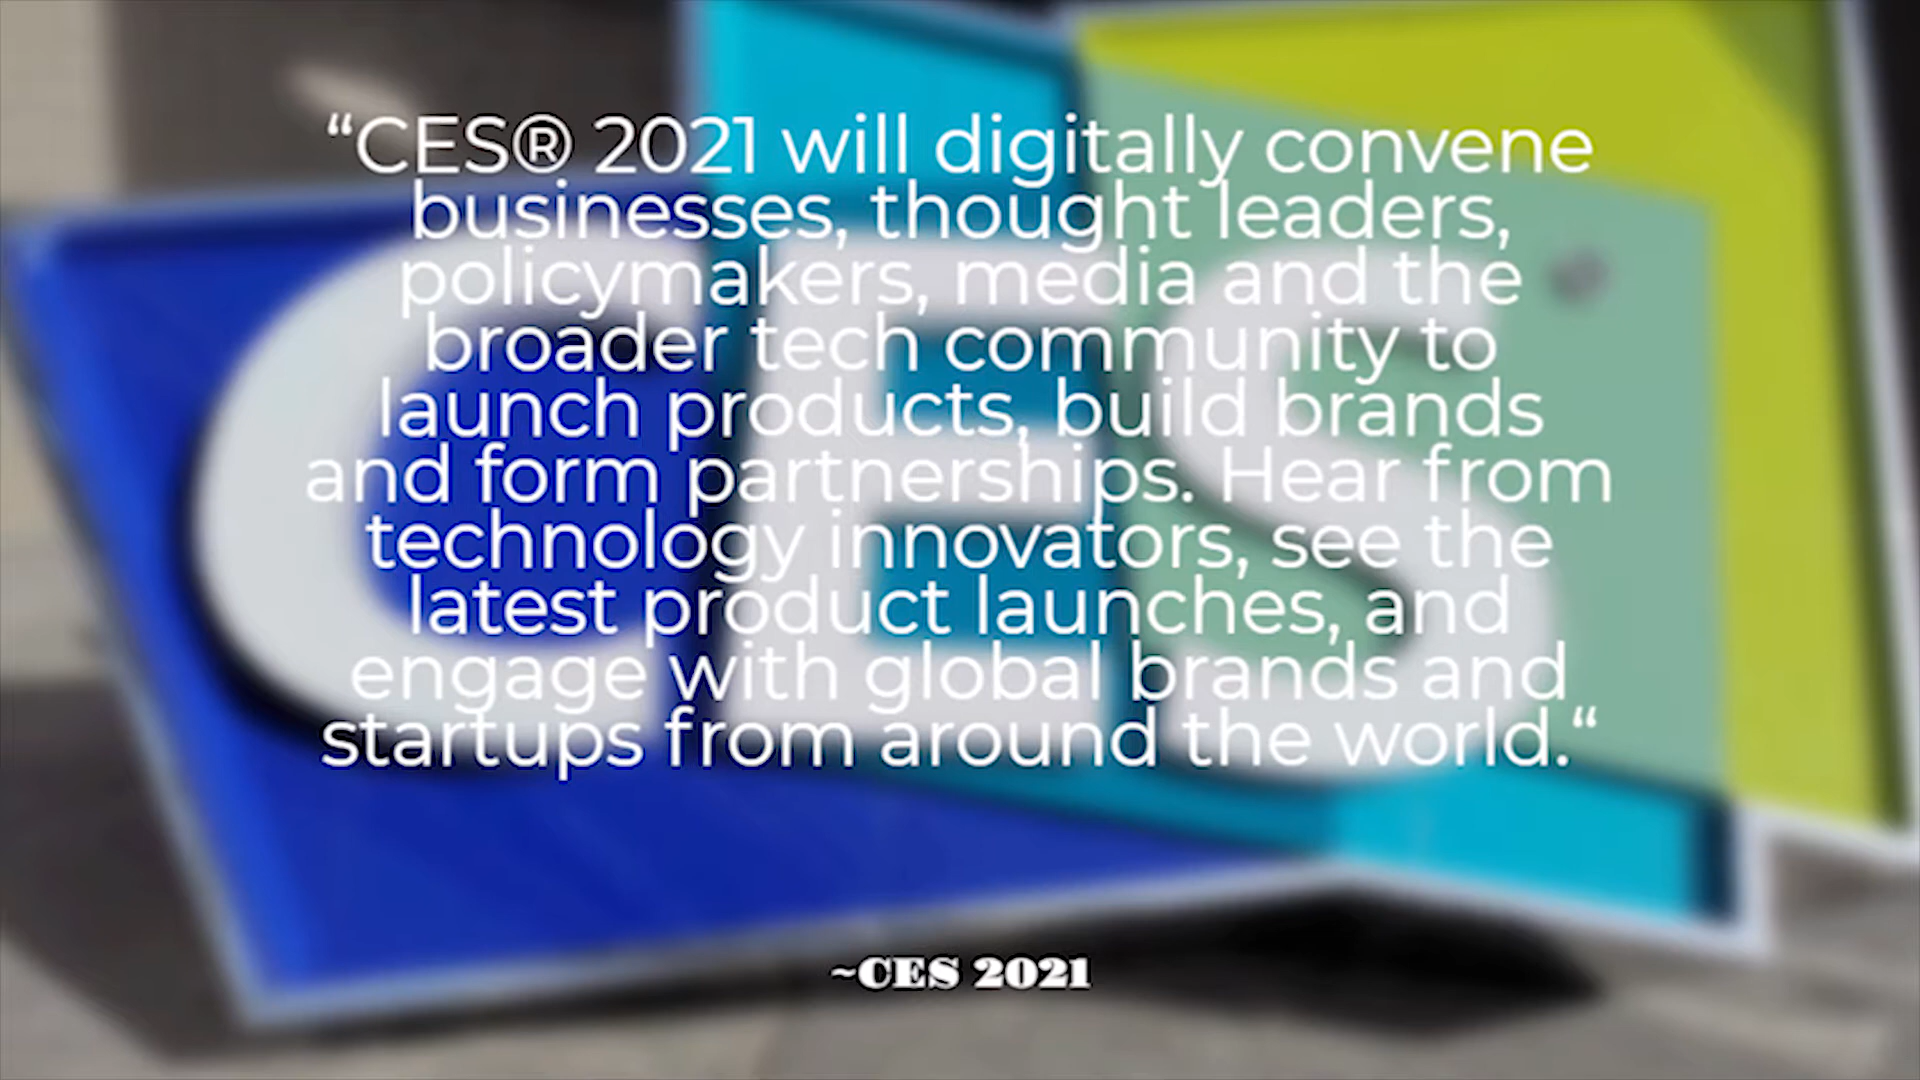 “CES® 2021 will digitally convene
businesses, thought leaders,
policymakers, media and the
broader tech community to
launch products, build brands
and form partnerships. Hear from
technology innovators, see the
latest product launches, and
engage with global brands and
startups from around the world.“
CES
~CES 2021